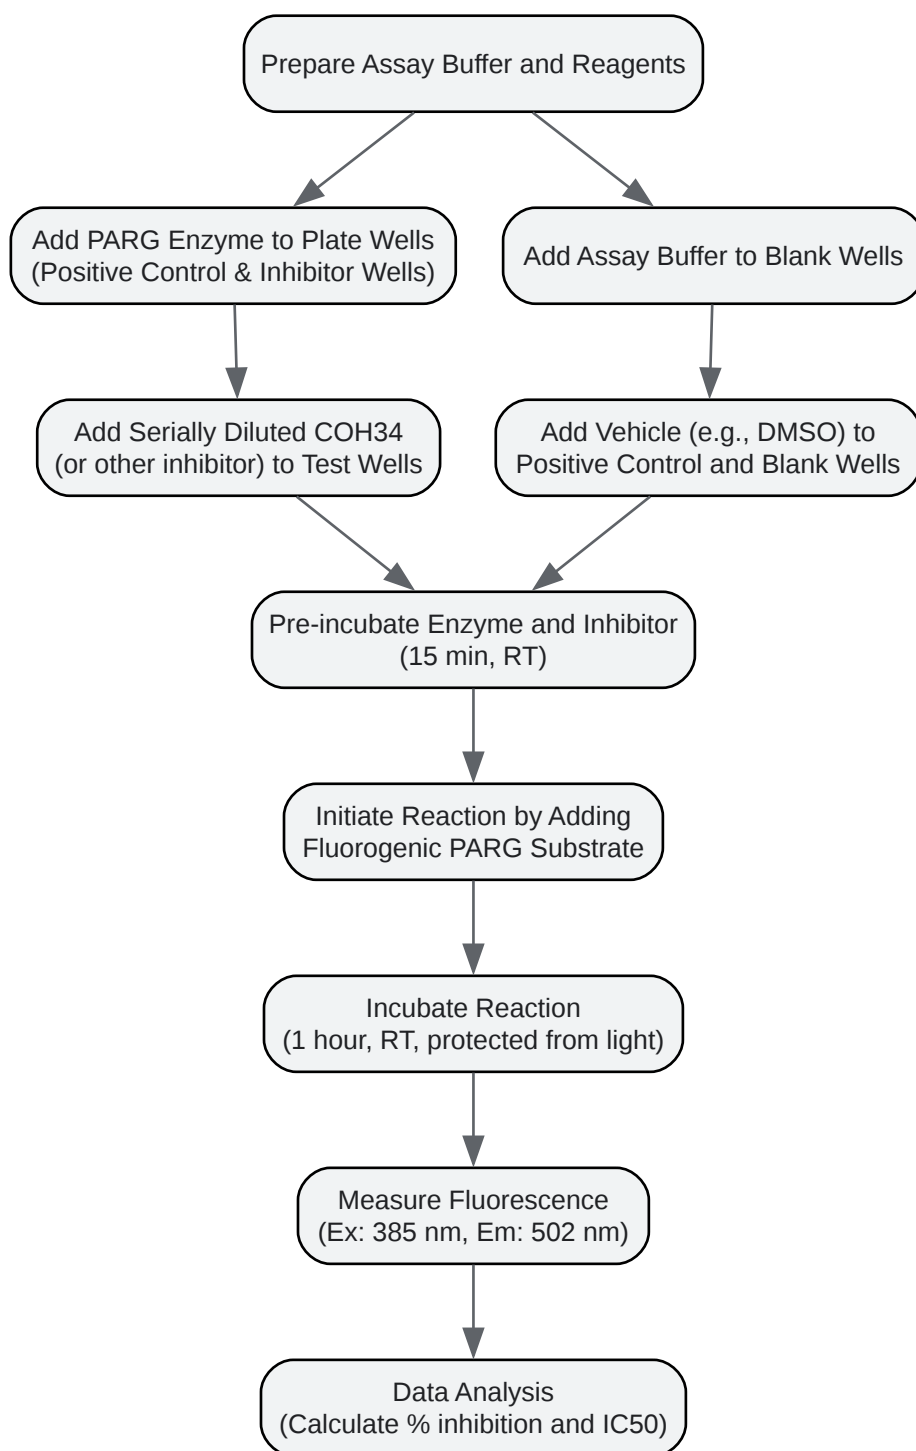 Prepare Assay Buffer and Reagents
Add PARG Enzyme to Plate Wells
(Positive Control & Inhibitor Wells)
Add Assay Buffer to Blank Wells
Add Serially Diluted COH34
(or other inhibitor) to Test Wells
Add Vehicle (e.g., DMSO) to
Positive Control and Blank Wells
Pre-incubate Enzyme and Inhibitor
(15 min, RT)
Initiate Reaction by Adding
Fluorogenic PARG Substrate
Incubate Reaction
(1 hour, RT, protected from light)
Measure Fluorescence
(Ex: 385 nm, Em: 502 nm)
Data Analysis
(Calculate % inhibition and IC50)